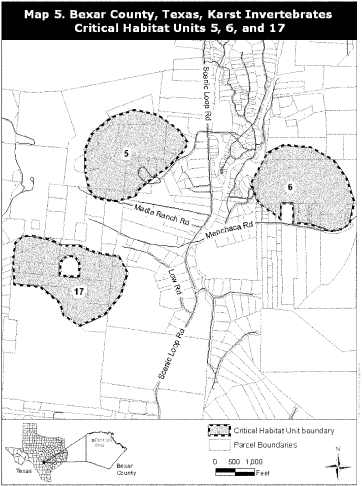 Map 5. Bexar County, Texas, Karst Invertebrates
Critical Habitat Units 5, 6, and 17
Scenic Loop Rd
5
6
Madla Ranch Rd
Menchaca Rd
17
Low Rd
Scenic Loop Rd
Critical Habitat Unit boundary
Parcel Boundaries
Area
Texas
Bexar
County
0 500 1,000
Feet
N